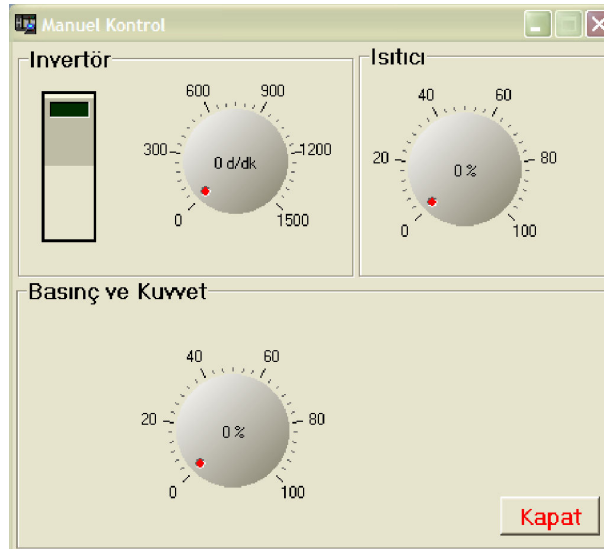 Manuel Kontrol
Invertör
600 900
300 1200
0 d/dk
0 1500
Isıtıcı
40 60
20 80
0 %
0 100
Basınç ve Kuvvet
40 60
20 80
0 %
0 100
Kapat